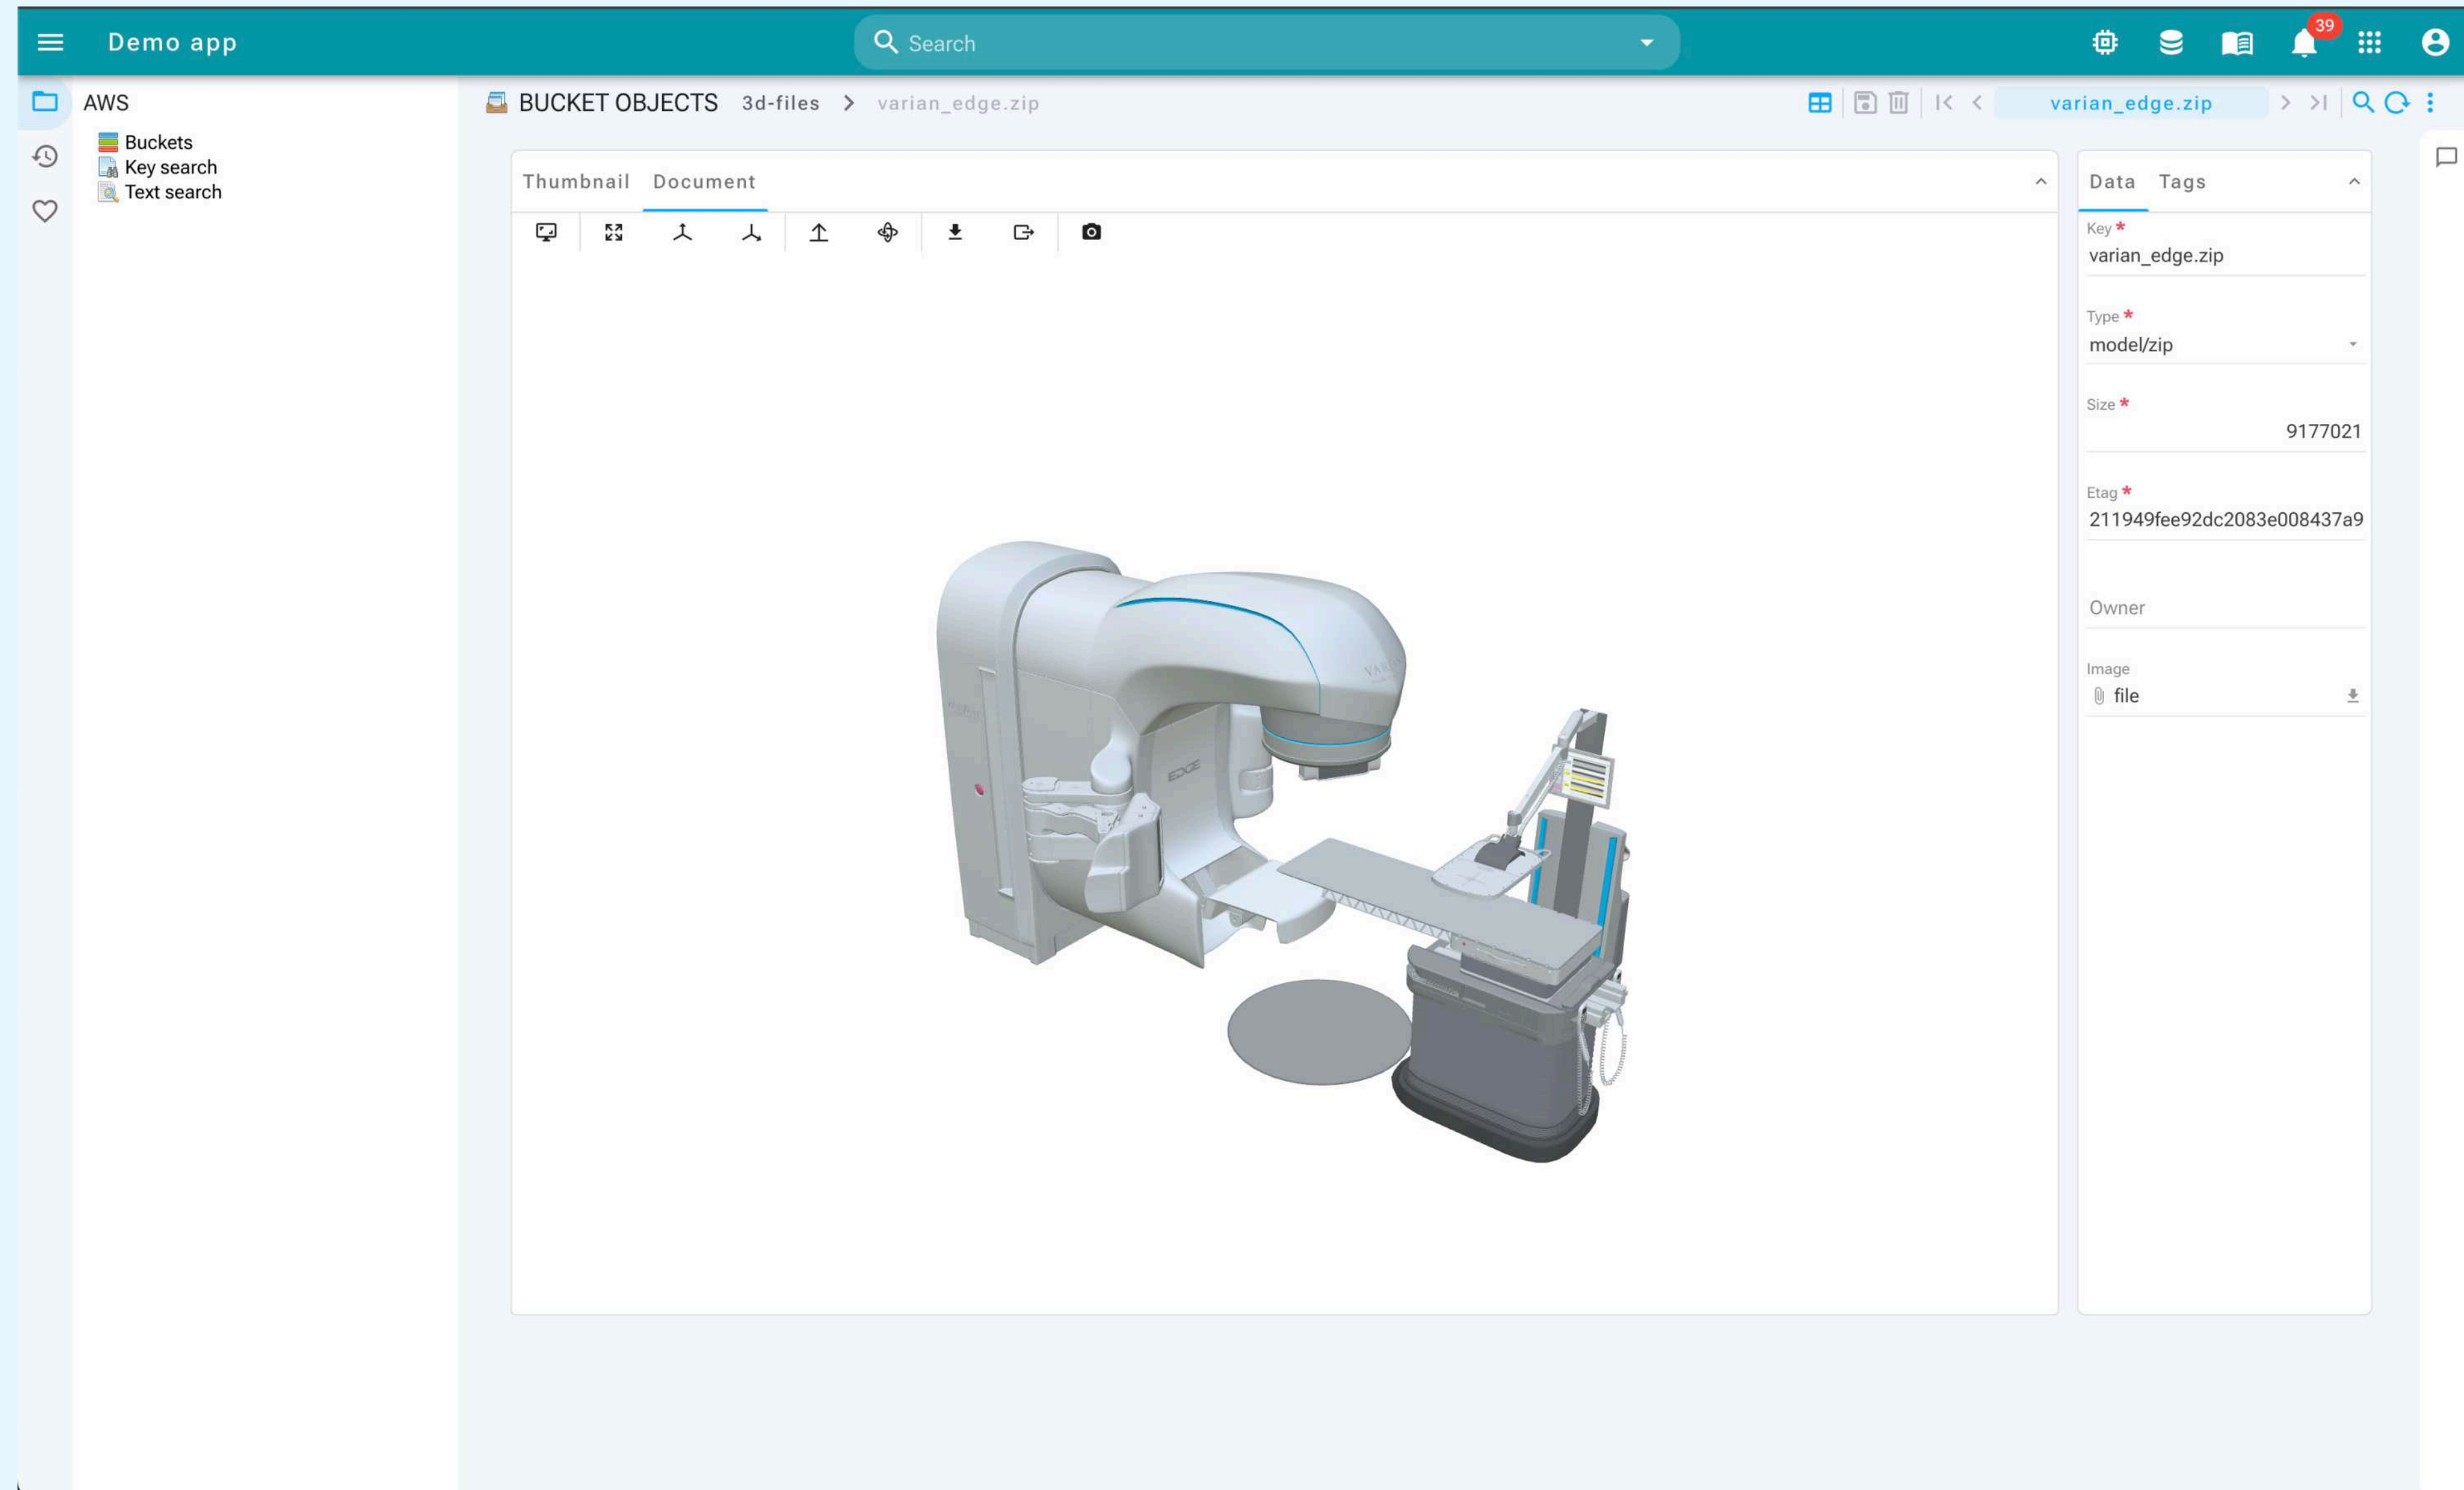 Demo app
Search
39
AWS
Buckets
Key search
Text search
BUCKET OBJECTS 3d-files > varian_edge.zip
varian_edge.zip
Thumbnail Document
Data Tags
Key *
varian_edge.zip
Type *
model/zip
Size *
9177021
Etag *
211949fee92dc2083e008437a9
Owner
Image
file
EDGE